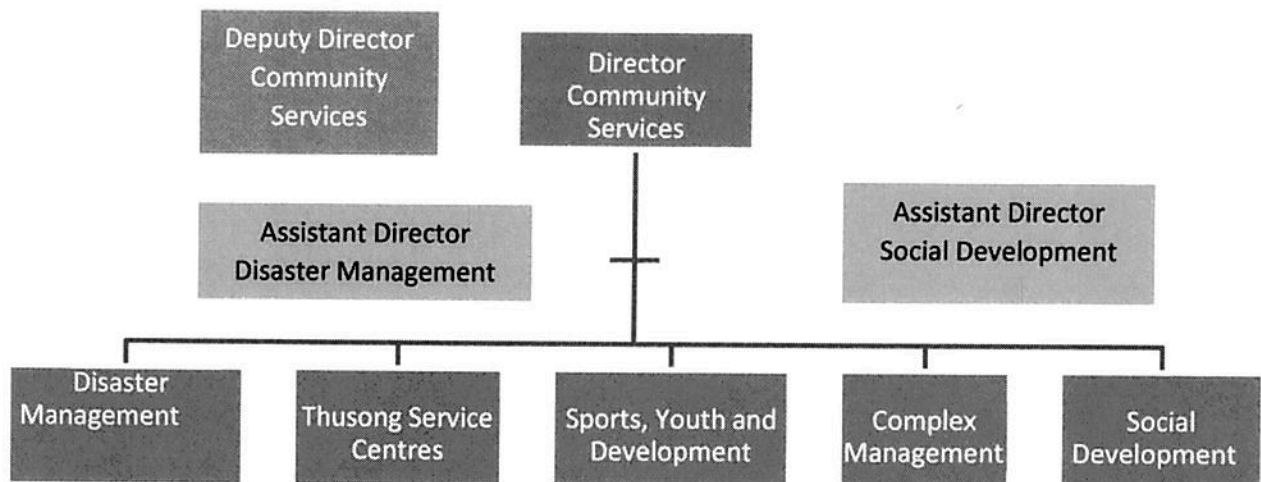 Deputy Director
Community
Services
Director
Community
Services
Assistant Director
Disaster Management
Assistant Director
Social Development
Disaster
Management
Thusong Service
Centres
Sports, Youth and
Development
Complex
Management
Social
Development